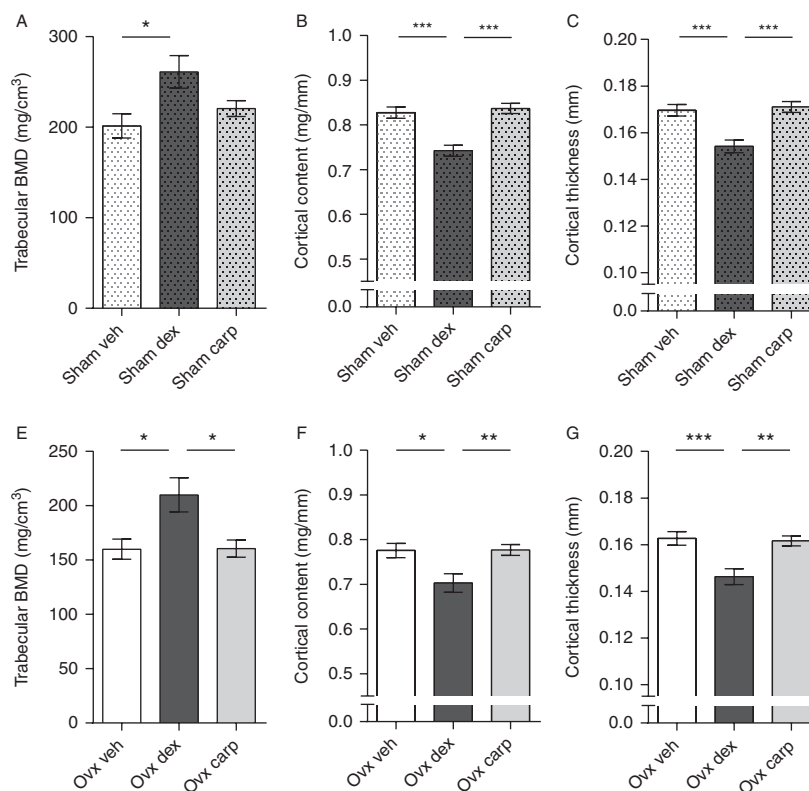 A
*
300
200
100
0
Trabecular BMD (mg/cm³)
Sham veh
Sham dex
Sham carp
B
*** ***
1.0
0.9
0.8
0.7
0.6
0.5
0.0
Cortical content (mg/mm)
Sham veh
Sham dex
Sham carp
C
*** ***
0.20
0.18
0.16
0.14
0.12
0.10
0.0
Cortical thickness (mm)
Sham veh
Sham dex
Sham carp
E
* *
250
200
150
100
50
0
Trabecular BMD (mg/cm³)
Ovx veh
Ovx dex
Ovx carp
F
* **
1.0
0.9
0.8
0.7
0.6
0.5
0.0
Cortical content (mg/mm)
Ovx veh
Ovx dex
Ovx carp
G
*** **
0.20
0.18
0.16
0.14
0.12
0.10
0.0
Cortical thickness (mm)
Ovx veh
Ovx dex
Ovx carp